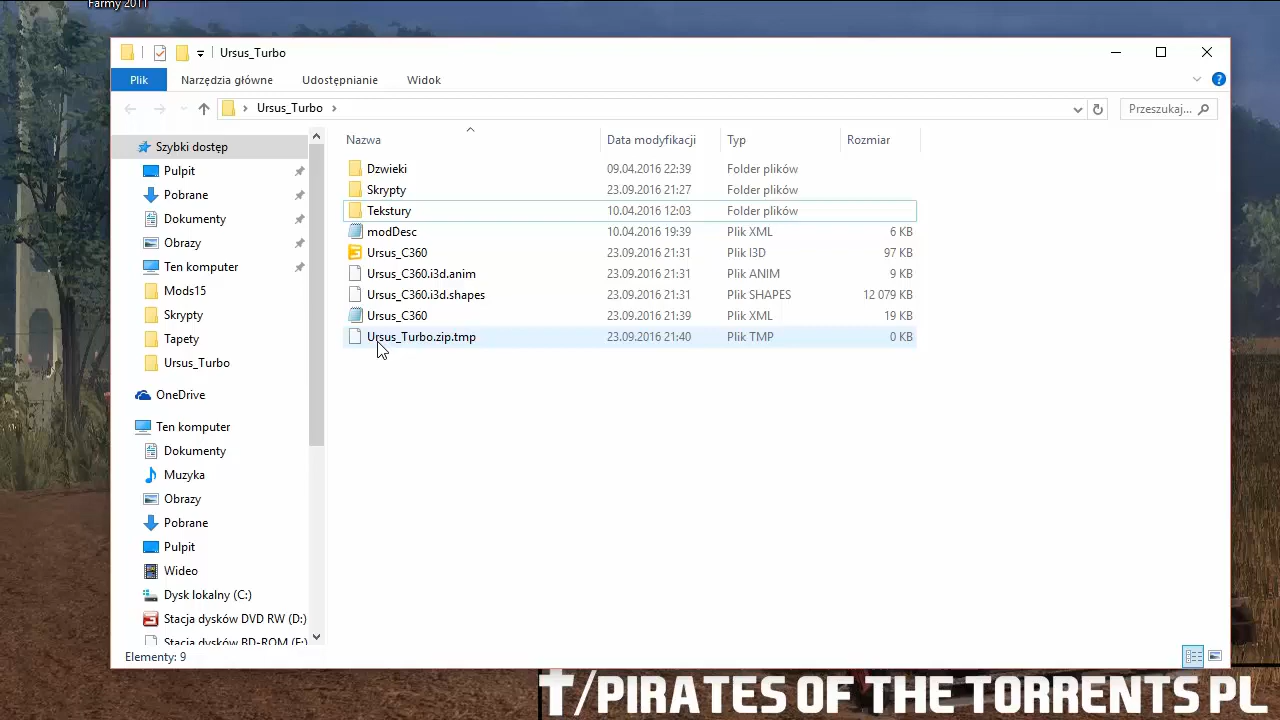 Farmy 2011
Ursus_Turbo
Plik Narzędzia główne Udostępnianie Widok
Ursus_Turbo Przeszukaj...
Nazwa Data modyfikacji Typ Rozmiar
Dzwieki 09.04.2016 22:39 Folder plików
Skrypty 23.09.2016 21:27 Folder plików
Tekstury 10.04.2016 12:03 Folder plików
modDesc 10.04.2016 19:39 Plik XML 6 KB
Ursus_C360 23.09.2016 21:31 Plik I3D 97 KB
Ursus_C360.i3d.anim 23.09.2016 21:31 Plik ANIM 9 KB
Ursus_C360.i3d.shapes 23.09.2016 21:31 Plik SHAPES 12 079 KB
Ursus_C360 23.09.2016 21:39 Plik XML 19 KB
Ursus_Turbo.zip.tmp 23.09.2016 21:40 Plik TMP 0 KB
Szybki dostęp
Pulpit
Pobrane
Dokumenty
Obrazy
Ten komputer
Mods15
Skrypty
Tapety
Ursus_Turbo
OneDrive
Ten komputer
Dokumenty
Muzyka
Obrazy
Pobrane
Pulpit
Wideo
Dysk lokalny (C:)
Stacja dysków DVD RW (D:)
Stacja dysków BD-ROM (F:)
Elementy: 9
T/PIRATES OF THE TORRENTS PL